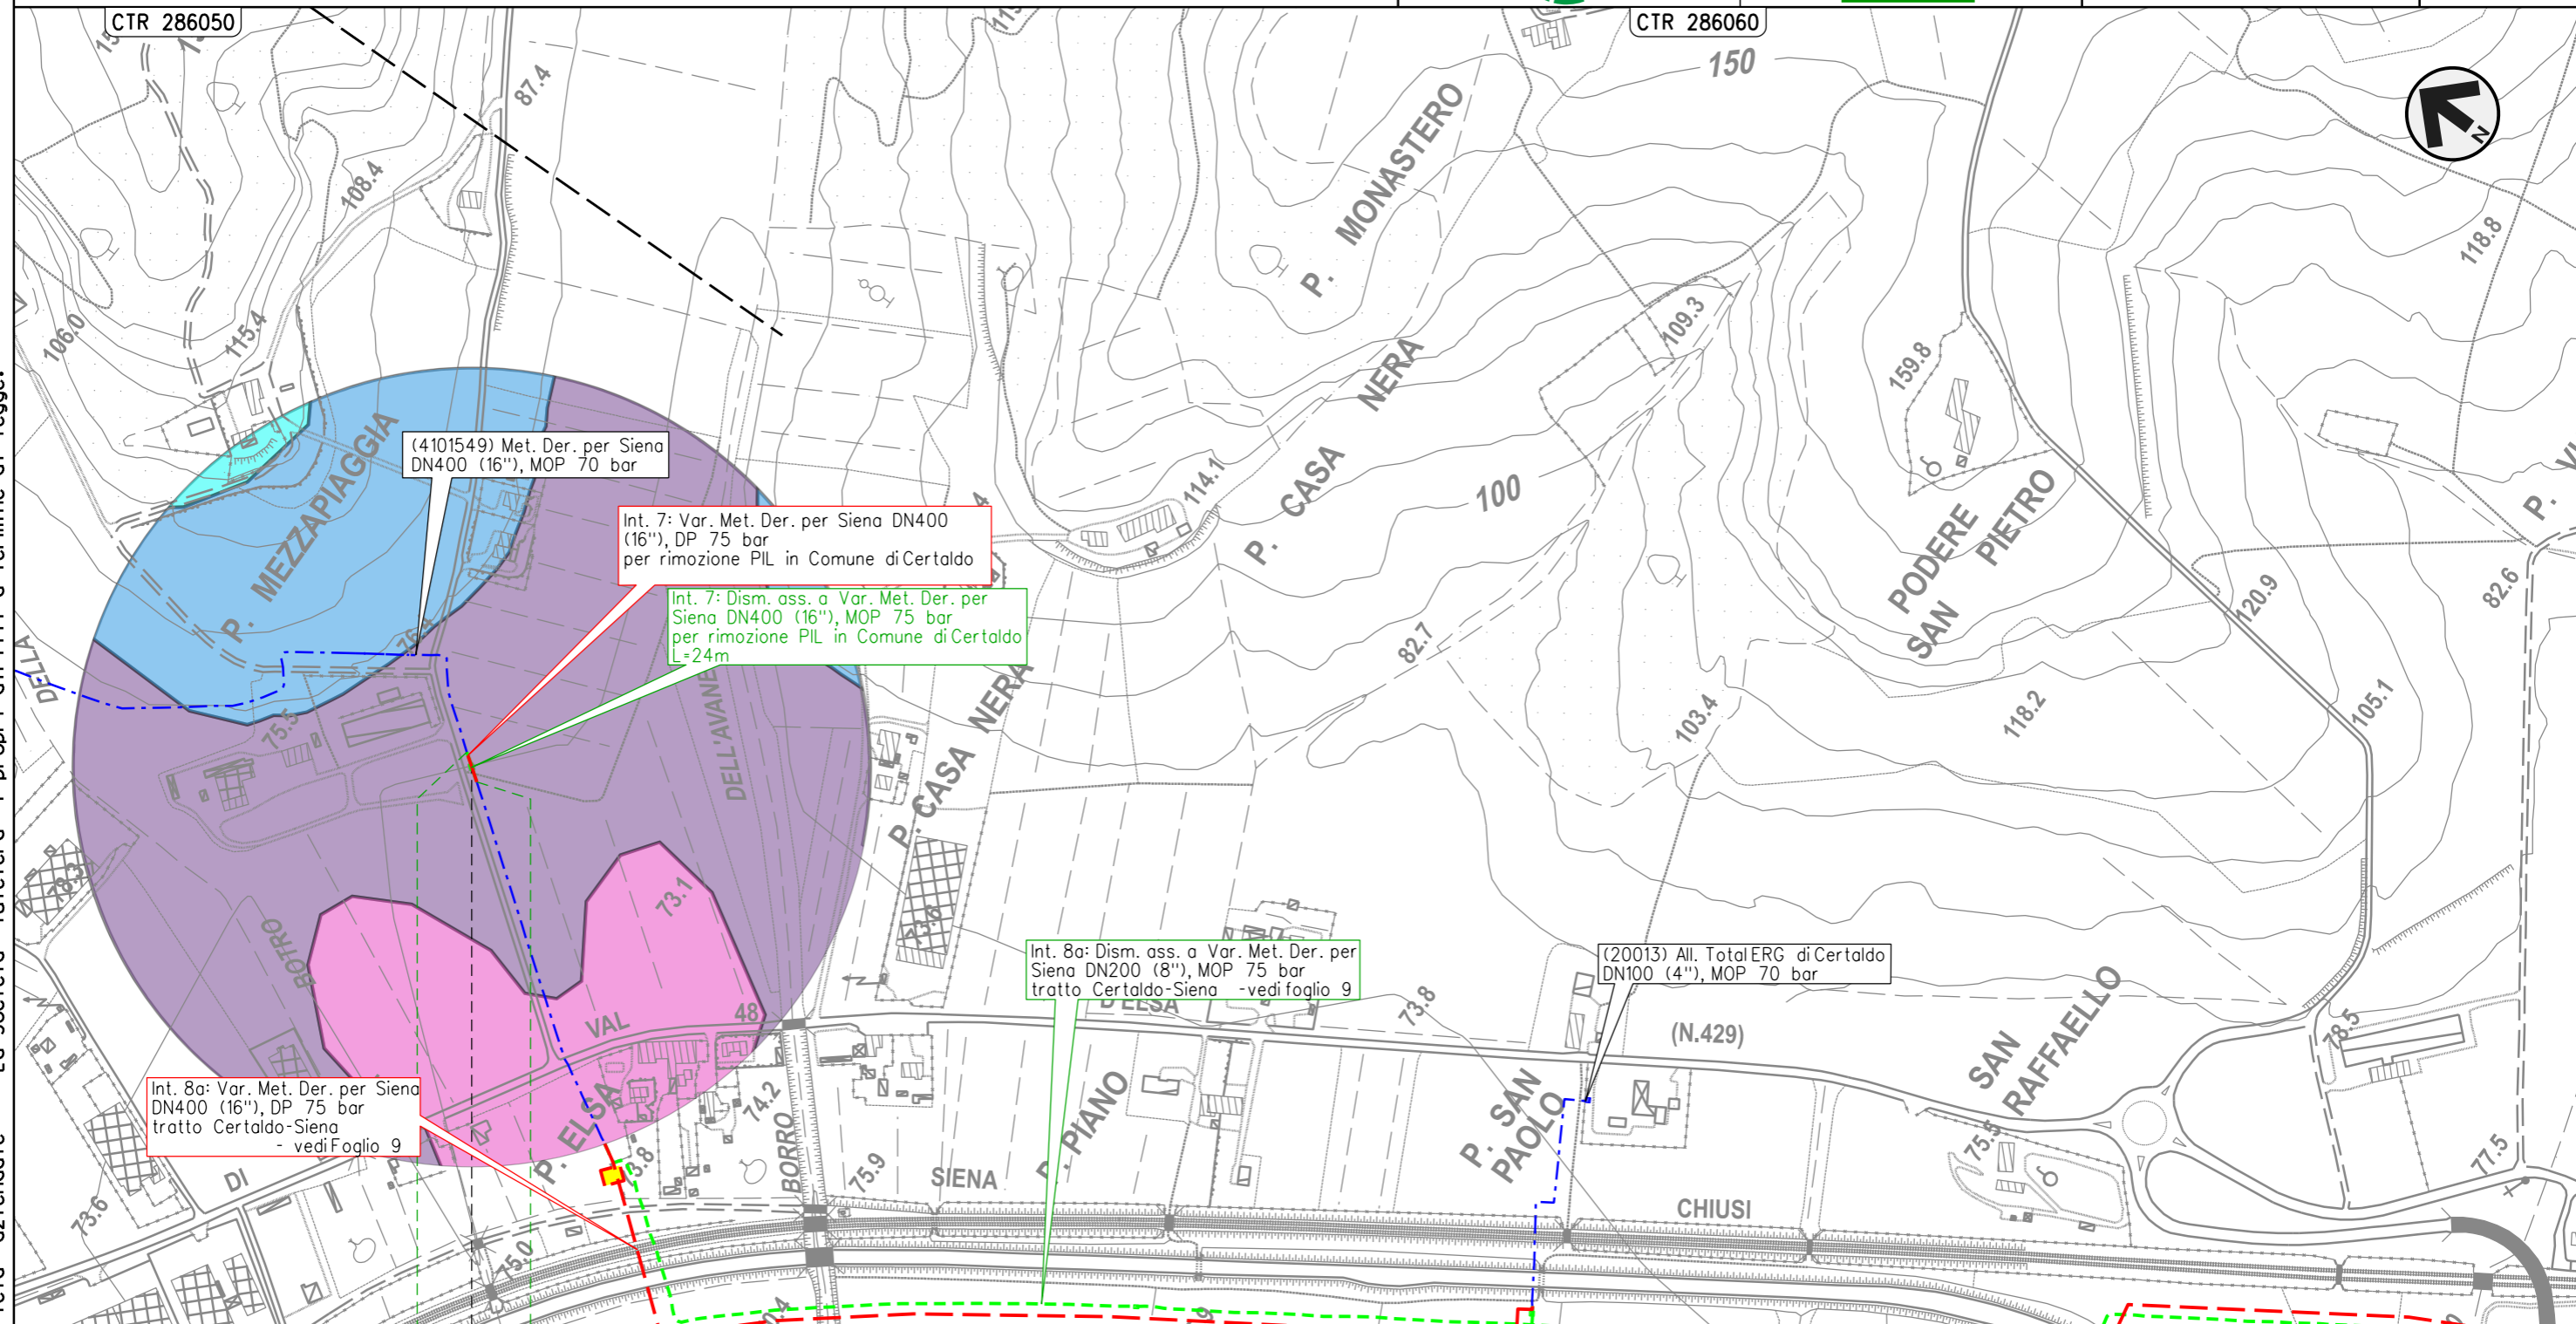 CTR 286050
CTR 286060
150
87.4
108.4
P. MONASTERO
N
118.8
106.0
115.4
109.3
P. CASA NERA
159.8
P. MEZZAPIAGGIA
(4101549) Met. Der. per Siena
DN400 (16"), MOP 70 bar
114.1
100
PODERE
SAN PIETRO
Int. 7: Var. Met. Der. per Siena DN400
(16"), DP 75 bar
per rimozione PIL in Comune di Certaldo
Int. 7: Dism. ass. a Var. Met. Der. per
Siena DN400 (16"), MOP 75 bar
per rimozione PIL in Comune di Certaldo
L=24m
120.9
82.6
82.7
DELLA
75.5
DELL'AVANE
P. CASA NERA
103.4
118.2
105.1
78.3
73.1
73.6
BOTRO
Int. 8a: Dism. ass. a Var. Met. Der. per
Siena DN200 (8"), MOP 75 bar
tratto Certaldo-Siena -vedi foglio 9
(20013) All. TotalERG di Certaldo
DN100 (4"), MOP 70 bar
D'ELSA
73.8
VAL
48
(N.429)
SAN
RAFFAELLO
78.5
Int. 8a: Var. Met. Der. per Siena
DN400 (16"), DP 75 bar
tratto Certaldo-Siena
- vedi Foglio 9
P. ELSA
74.2
BORRO
P. PIANO
P. SAN
PAOLO
75.5
77.5
DI
73.8
75.9
SIENA
CHIUSI
73.6
75.0